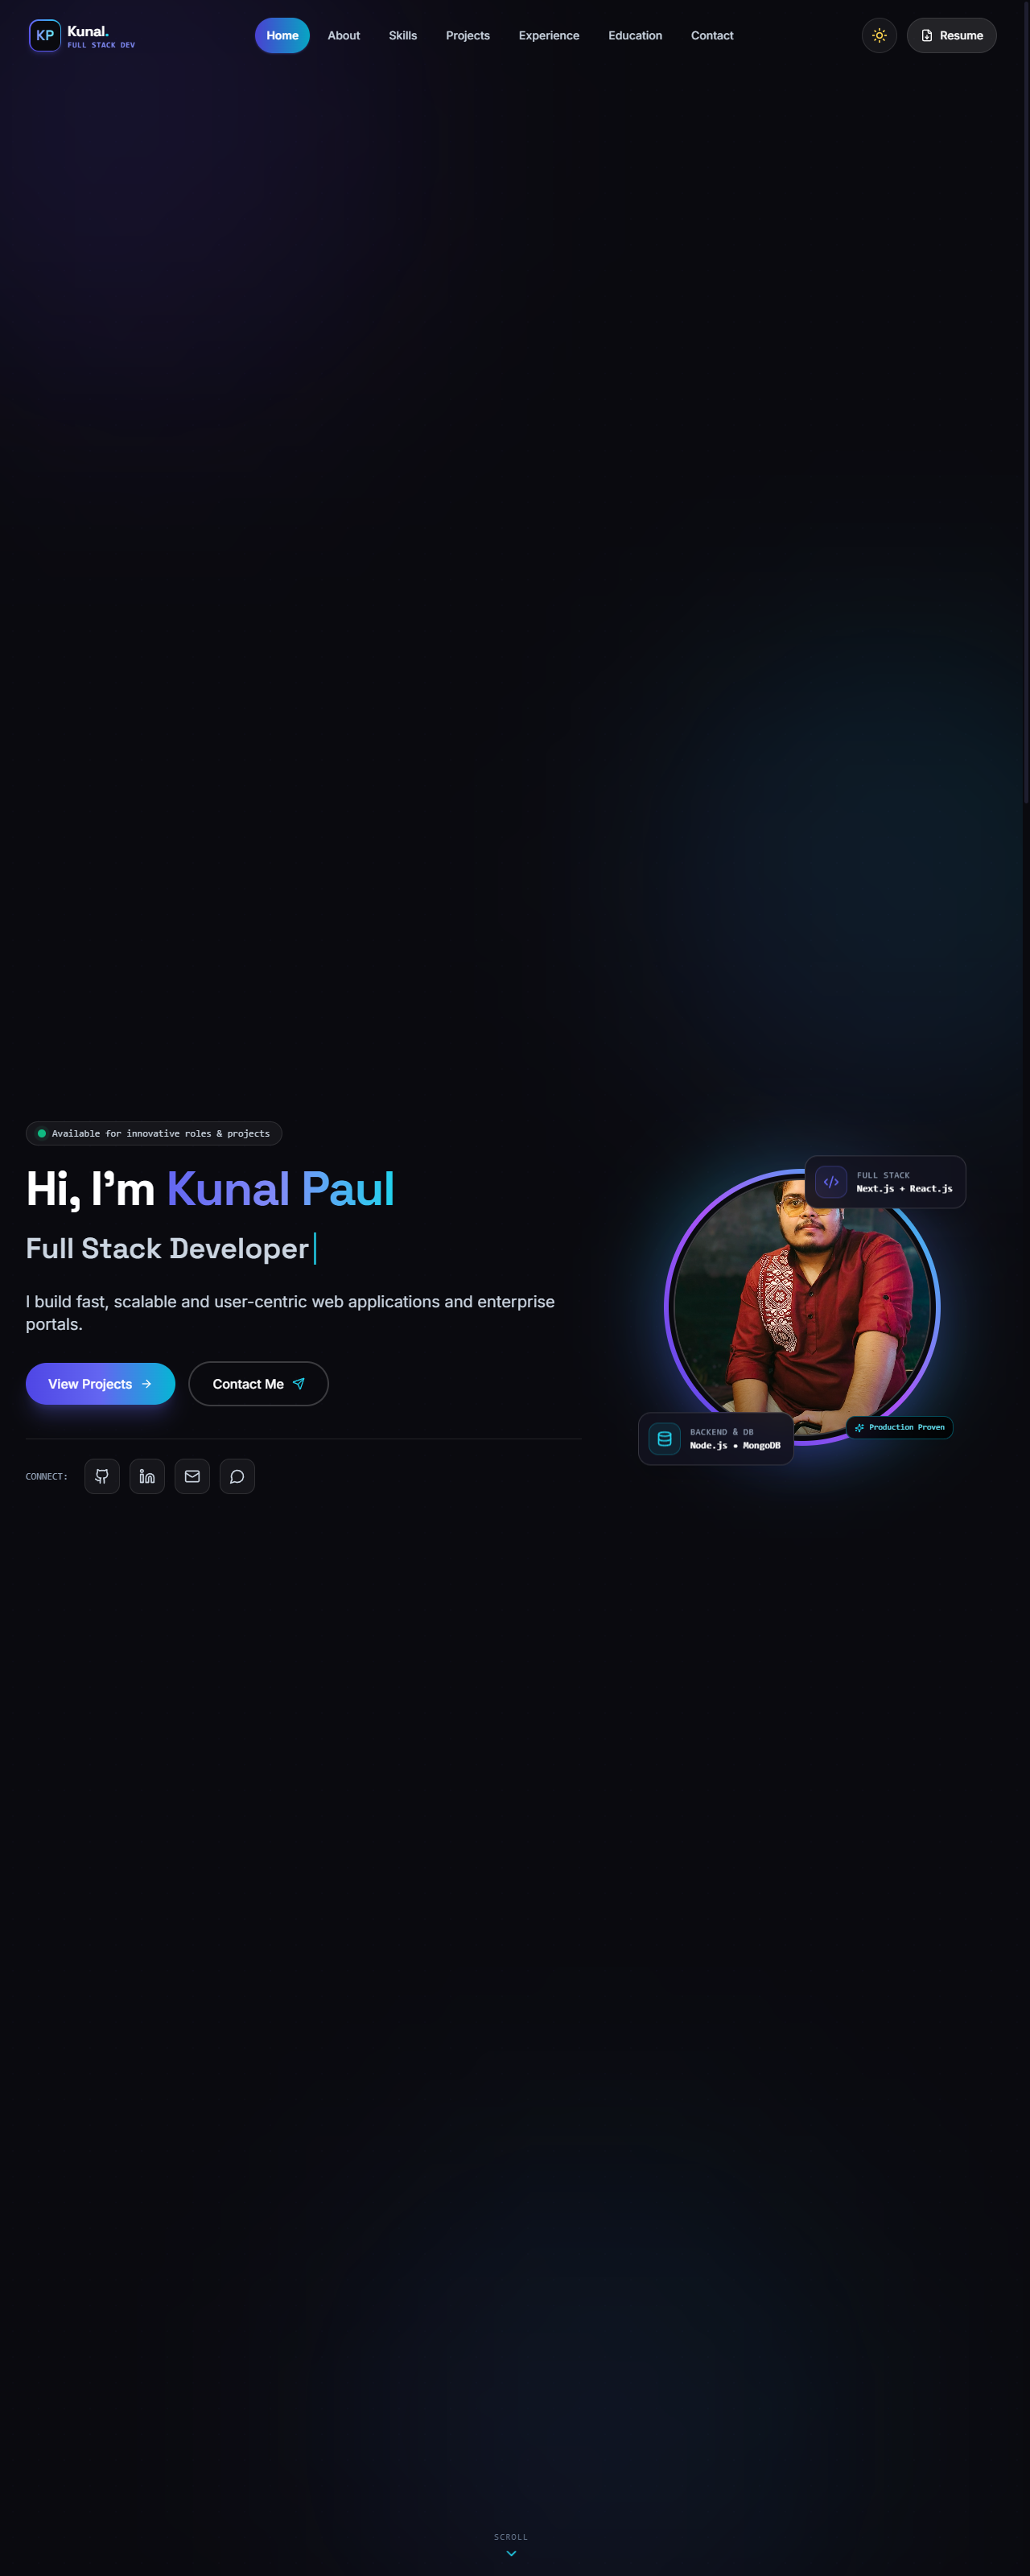 KP
Kunal.
FULL STACK DEV
Home
About
Skills
Projects
Experience
Education
Contact
Resume
Available for innovative roles & projects
Hi, I'm Kunal Paul
Full Stack Developer
I build fast, scalable and user-centric web applications and enterprise
portals.
View Projects
Contact Me
CONNECT:
FULL STACK
Next.js + React.js
BACKEND & DB
Node.js • MongoDB
Production Proven
SCROLL